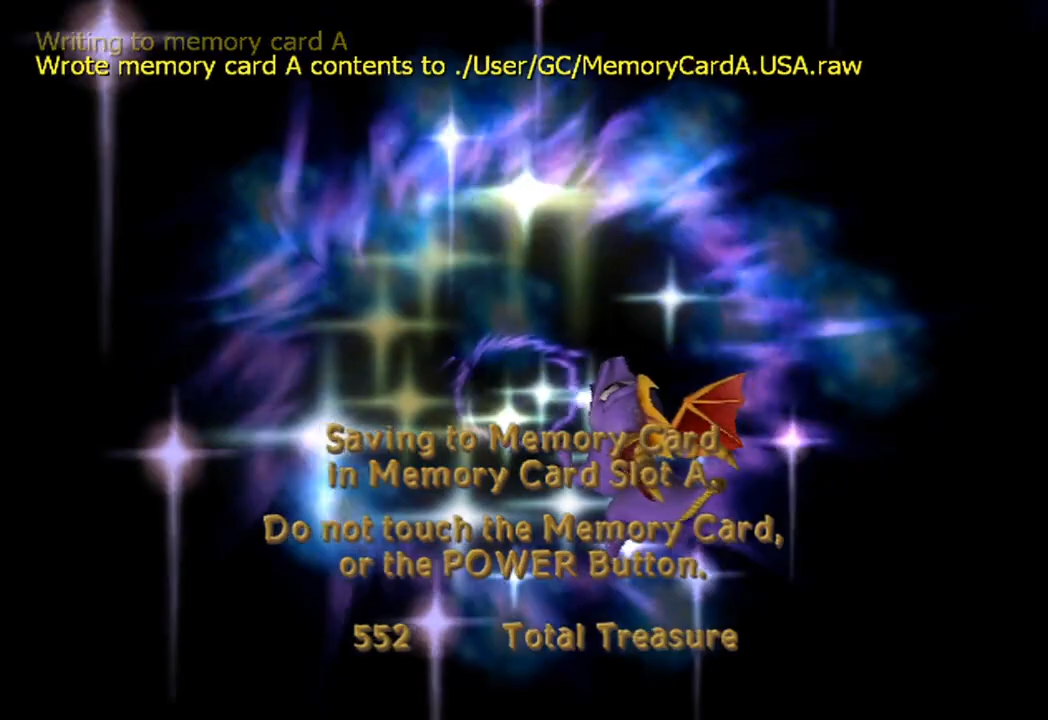 Writing to memory card A
Wrote memory card A contents to ./User/GC/MemoryCardA.USA.raw
Saving to Memory Card
in Memory Card Slot A.
Do not touch the Memory Card,
or the POWER Button.
552 Total Treasure